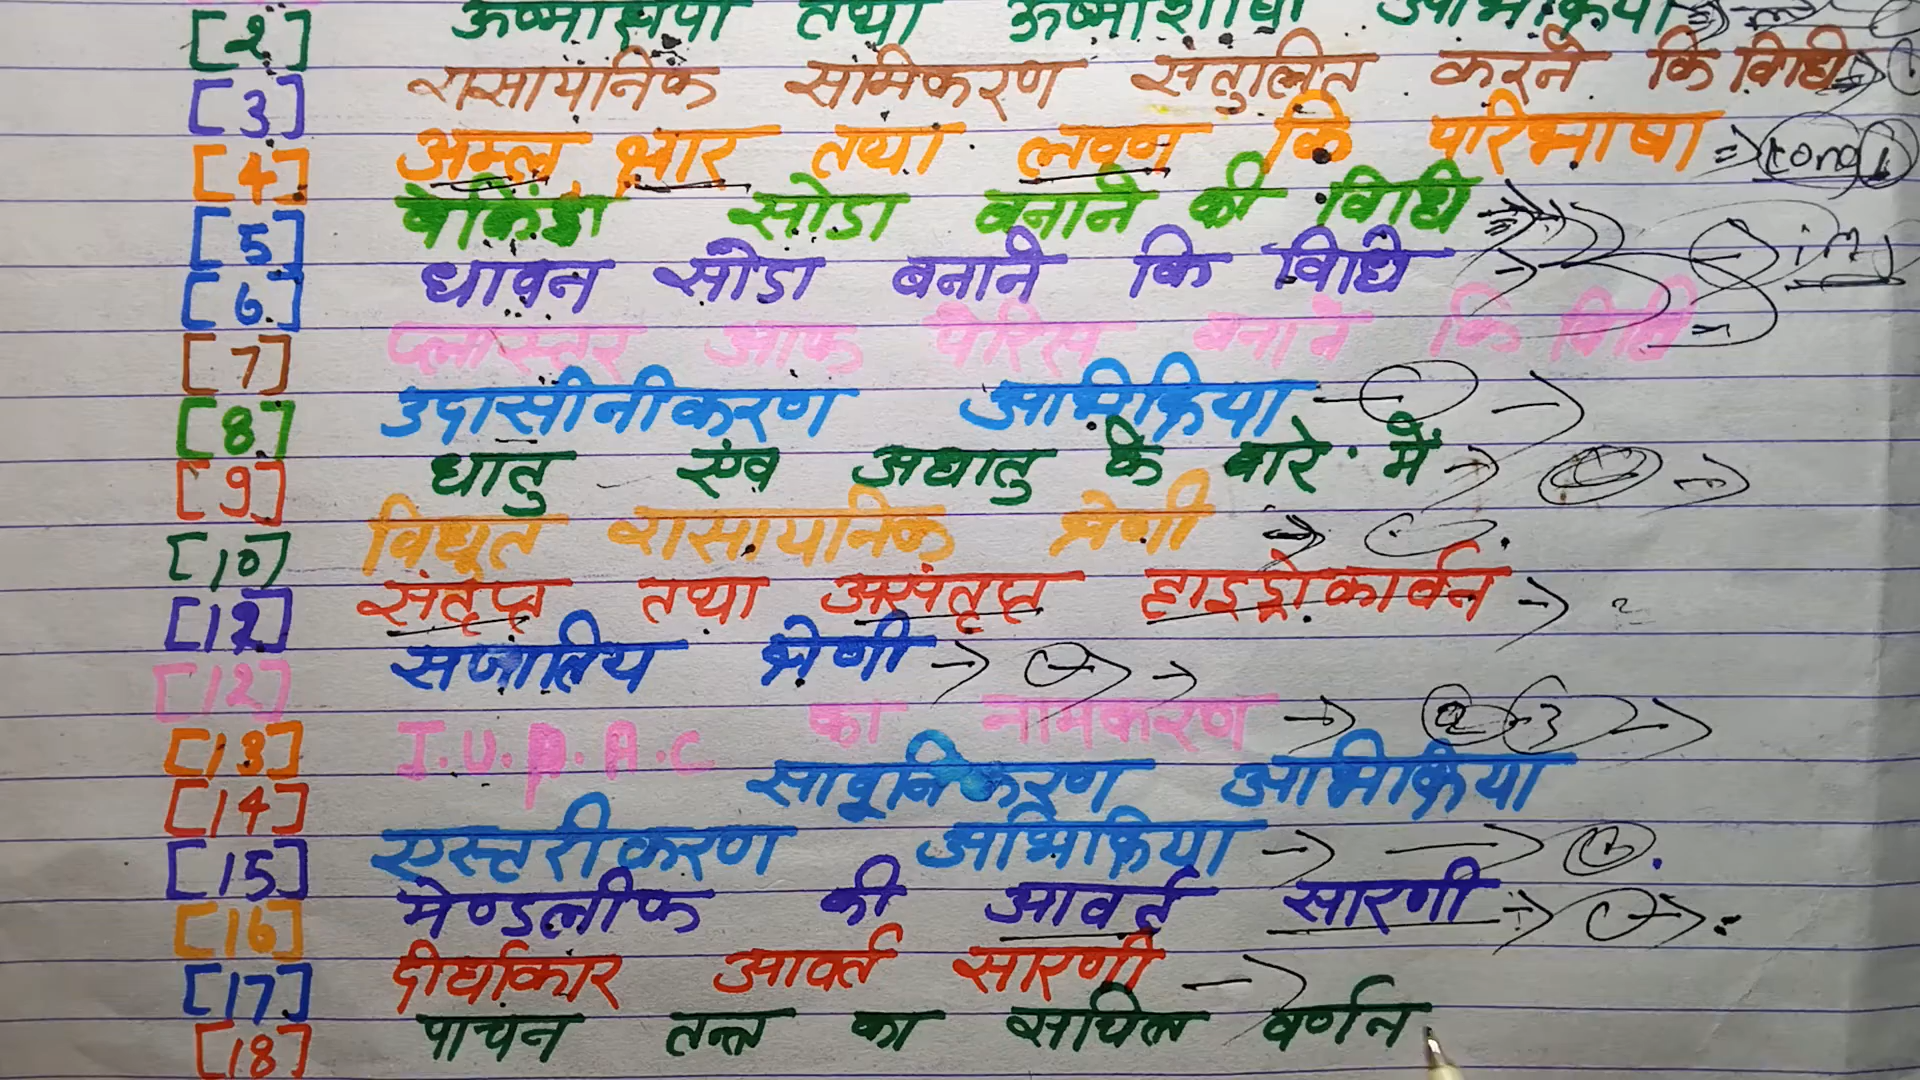 [2] ऊष्माक्षेपी तथा ऊष्माशोषी अभिक्रिया
[3] रासायनिक समिकरण संतुलित करने कि विधि
[4] अम्ल, क्षार तथा लवण कि परिभाषा
[5] बेकिंग सोडा बनाने की विधि
[6] धावन सोडा बनाने कि विधि
[7] प्लास्टर आफ पेरिस बनाने कि विधि
[8] उदासीनीकरण अभिक्रिया
[9] धातु एंव अधातु के बारे में
[10] विधूत रासायनिक श्रेणी
[12] संतृप्त तथा असंतृप्त हाइड्रोकार्बन
[12] सजातिय श्रेणी
[13] I.U.P.A.C का नामकरण
[14] साबूनिकरण अभिक्रिया
[15] एस्टरीकरण अभिक्रिया
[16] मेण्डलीफ की आवर्त सारणी
[17] दीर्घाकार आवर्त सारणी
[18] पाचन तन्त्र का सचित्र वर्णन